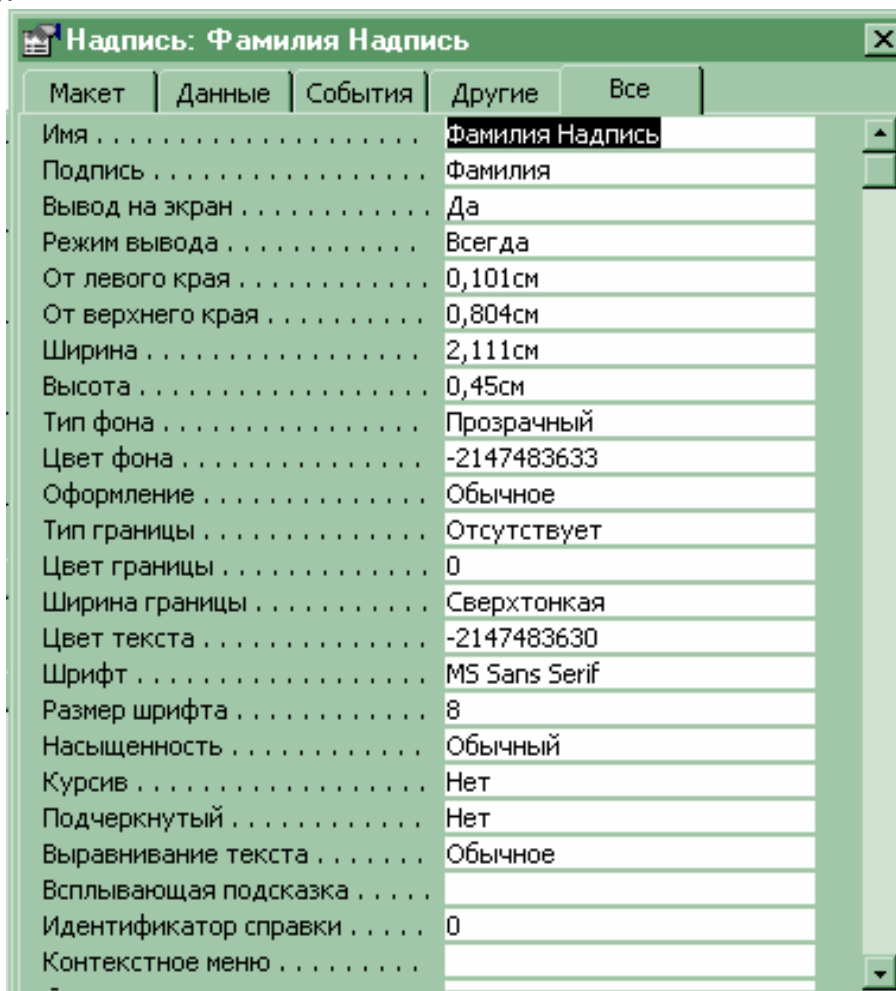 Надпись: Фамилия Надпись
Макет Данные События Другие Все
Имя . . . . . . . . . . . . . . . . . . . . Фамилия Надпись
Подпись . . . . . . . . . . . . . . . . . Фамилия
Вывод на экран . . . . . . . . . . . . Да
Режим вывода . . . . . . . . . . . . Всегда
От левого края . . . . . . . . . . . . 0,101см
От верхнего края . . . . . . . . . . 0,804см
Ширина . . . . . . . . . . . . . . . . . 2,111см
Высота . . . . . . . . . . . . . . . . . . 0,45см
Тип фона . . . . . . . . . . . . . . . . Прозрачный
Цвет фона . . . . . . . . . . . . . . . -2147483633
Оформление . . . . . . . . . . . . . . Обычное
Тип границы . . . . . . . . . . . . . . Отсутствует
Цвет границы . . . . . . . . . . . . . 0
Ширина границы . . . . . . . . . . . Сверхтонкая
Цвет текста . . . . . . . . . . . . . . -2147483630
Шрифт . . . . . . . . . . . . . . . . . . MS Sans Serif
Размер шрифта . . . . . . . . . . . . 8
Насыщенность . . . . . . . . . . . . Обычный
Курсив . . . . . . . . . . . . . . . . . . Нет
Подчеркнутый . . . . . . . . . . . . Нет
Выравнивание текста . . . . . . . Обычное
Всплывающая подсказка . . . . .
Идентификатор справки . . . . . 0
Контекстное меню . . . . . . . . .